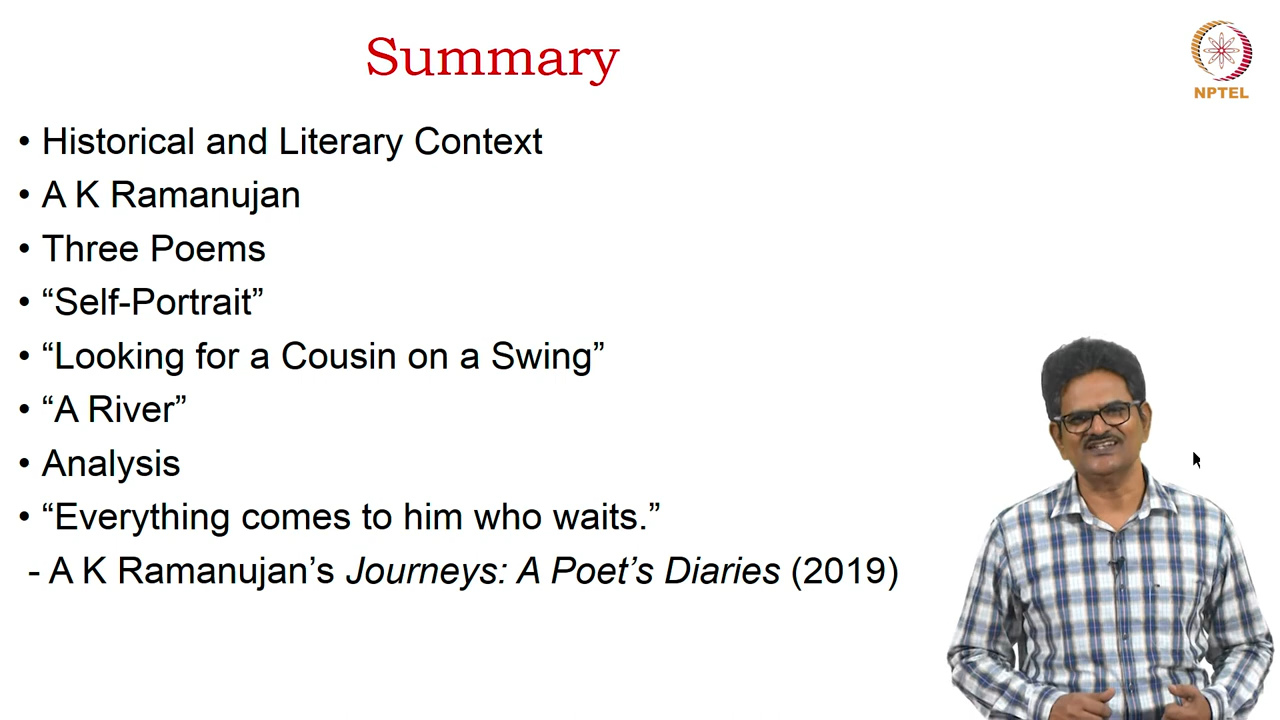 Summary
NPTEL
• Historical and Literary Context
• A K Ramanujan
• Three Poems
• “Self-Portrait”
• “Looking for a Cousin on a Swing”
• “A River”
• Analysis
• “Everything comes to him who waits.”
- A K Ramanujan’s Journeys: A Poet’s Diaries (2019)